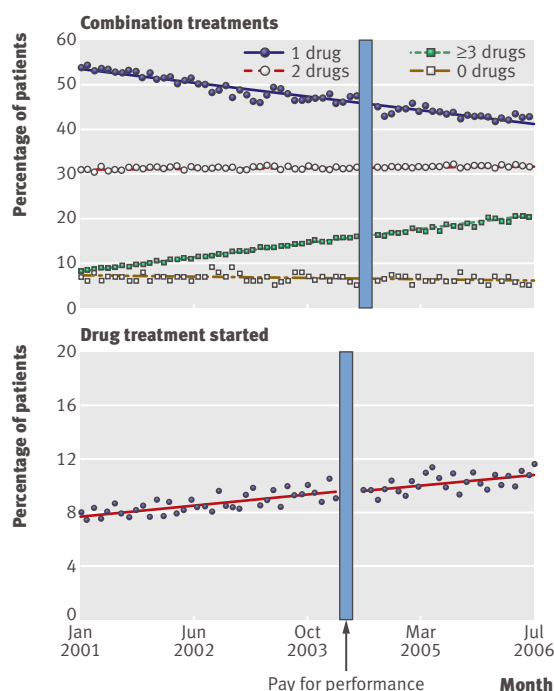 Combination treatments
Percentage of patients
60
50
40
30
20
10
0
1 drug
2 drugs
≥3 drugs
0 drugs
Drug treatment started
Percentage of patients
20
16
12
8
4
0
Jan
2001
Jun
2002
Oct
2003
Mar
2005
Jul
2006
Pay for performance
Month